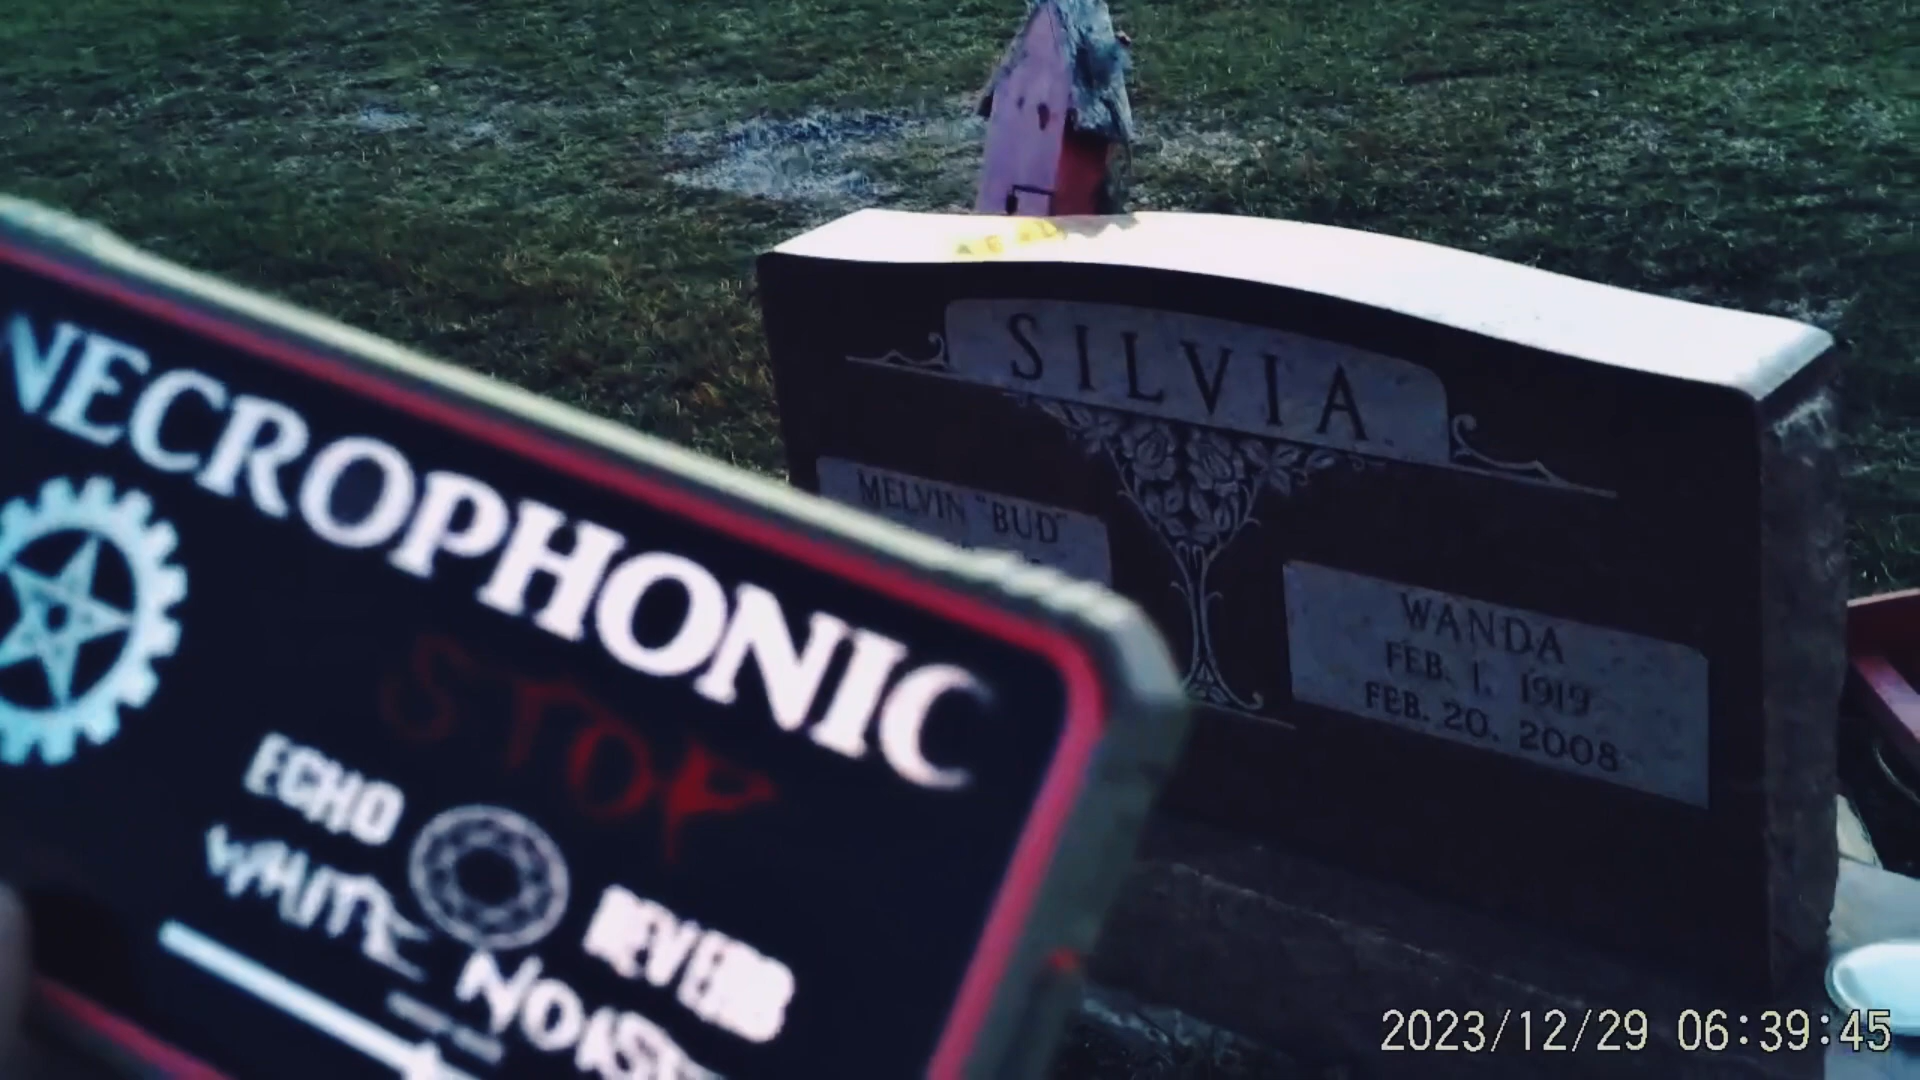 NECROPHONIC
STOP
ECHO
REVERB
WHITE NOISE
SILVIA
MELVIN "BUD"
WANDA
FEB. 1. 1919
FEB. 20. 2008
2023/12/29 06:39:45